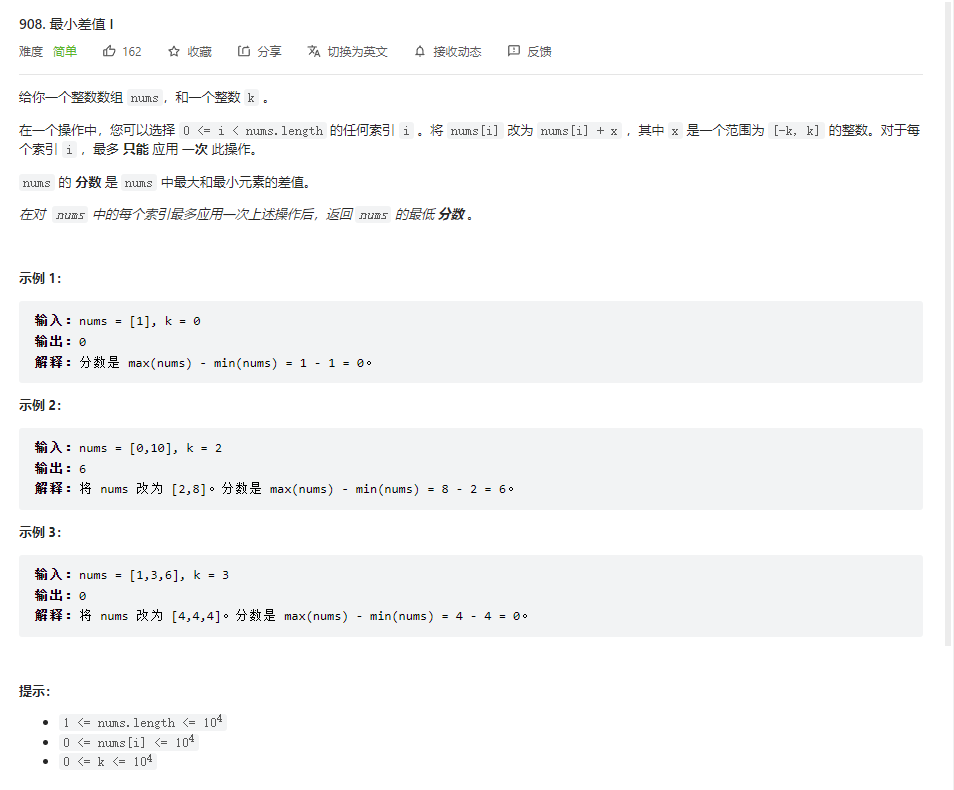 908. 最小差值 I
难度 简单 162 收藏 分享 切换为英文 接收动态 反馈
给你一个整数数组 nums ，和一个整数 k 。
在一个操作中，您可以选择 0 <= i < nums.length 的任何索引 i 。将 nums[i] 改为 nums[i] + x ，其中 x 是一个范围为 [-k, k] 的整数。对于每
个索引 i ，最多 只能 应用 一次 此操作。
nums 的 分数 是 nums 中最大和最小元素的差值。
在对 nums 中的每个索引最多应用一次上述操作后，返回 nums 的最低 分数 。
示例 1：
输入：nums = [1], k = 0
输出：0
解释：分数是 max(nums) - min(nums) = 1 - 1 = 0。
示例 2：
输入：nums = [0,10], k = 2
输出：6
解释：将 nums 改为 [2,8]。分数是 max(nums) - min(nums) = 8 - 2 = 6。
示例 3：
输入：nums = [1,3,6], k = 3
输出：0
解释：将 nums 改为 [4,4,4]。分数是 max(nums) - min(nums) = 4 - 4 = 0。
提示：
• 1 <= nums.length <= 10⁴
• 0 <= nums[i] <= 10⁴
• 0 <= k <= 10⁴